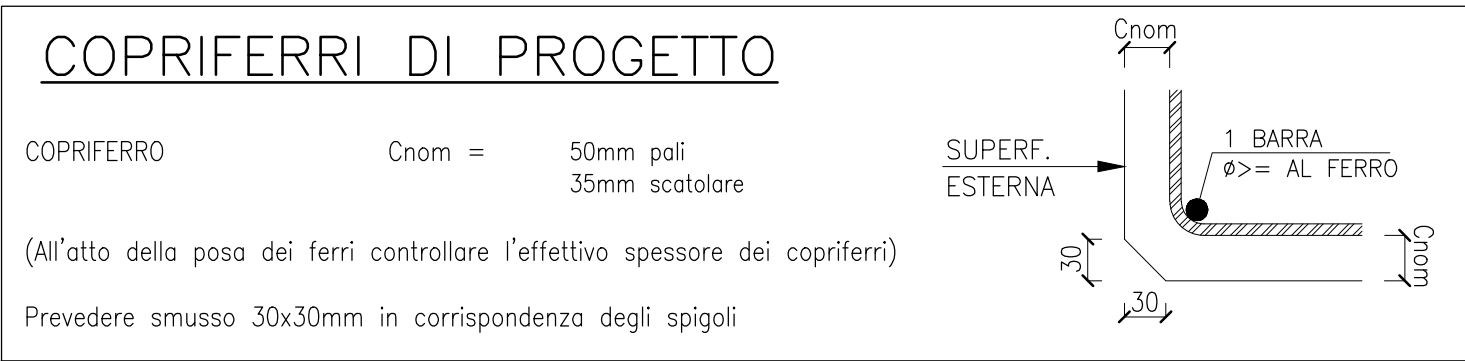 COPRIFERRI DI PROGETTO
COPRIFERRO Cnom = 50mm pali
35mm scatolare
(All'atto della posa dei ferri controllare l'effettivo spessore dei copriferri)
Prevedere smusso 30x30mm in corrispondenza degli spigoli
Cnom
SUPERF.
ESTERNA
1 BARRA
ø>= AL FERRO
30
30
Cnom